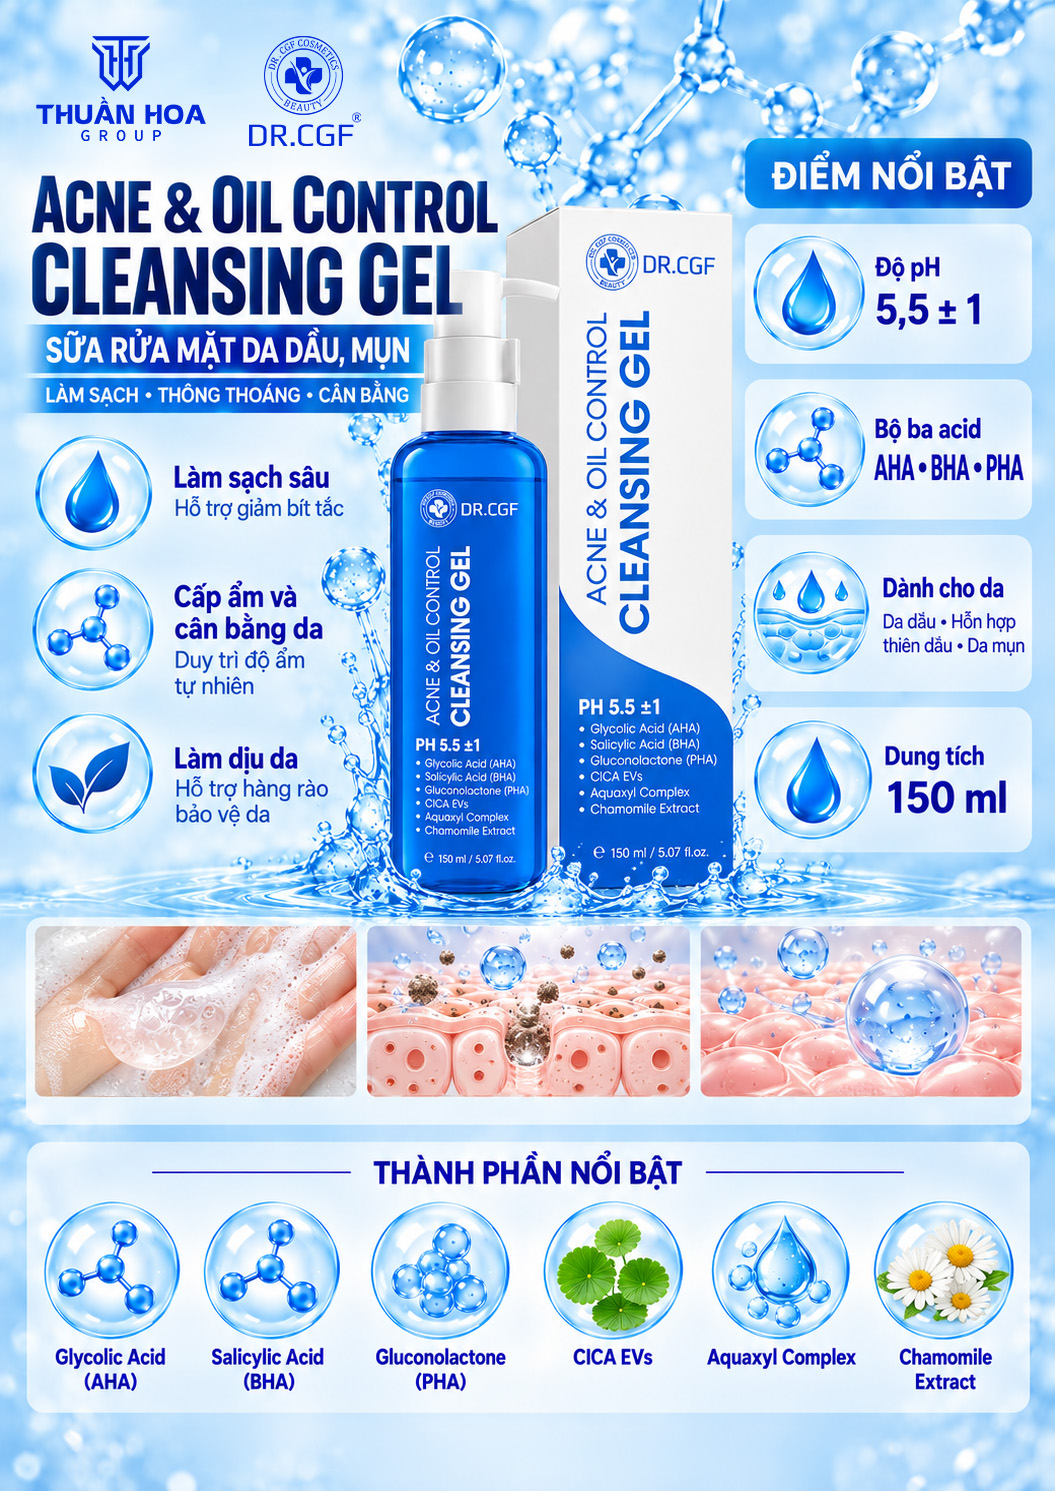 THUẦN HOA
GROUP
DR. CGF COSMETICS
BEAUTY
DR.CGF®
ACNE & OIL CONTROL
CLEANSING GEL
SỮA RỬA MẶT DA DẦU, MỤN
LÀM SẠCH • THÔNG THOÁNG • CÂN BẰNG
Làm sạch sâu
Hỗ trợ giảm bít tắc
Cấp ẩm và
cân bằng da
Duy trì độ ẩm
tự nhiên
Làm dịu da
Hỗ trợ hàng rào
bảo vệ da
DR.CGF
ACNE & OIL CONTROL
CLEANSING GEL
PH 5.5 ±1
• Glycolic Acid (AHA)
• Salicylic Acid (BHA)
• Gluconolactone (PHA)
• CICA EVs
• Aquaxyl Complex
• Chamomile Extract
℮ 150 ml / 5.07 fl.oz.
DR. CGF COSMETICS
BEAUTY
DR.CGF
ACNE & OIL CONTROL
CLEANSING GEL
PH 5.5 ±1
• Glycolic Acid (AHA)
• Salicylic Acid (BHA)
• Gluconolactone (PHA)
• CICA EVs
• Aquaxyl Complex
• Chamomile Extract
℮ 150 ml / 5.07 fl.oz.
ĐIỂM NỔI BẬT
Độ pH
5,5 ± 1
Bộ ba acid
AHA • BHA • PHA
Dành cho da
Da dầu • Hỗn hợp
thiên dầu • Da mụn
Dung tích
150 ml
THÀNH PHẦN NỔI BẬT
Glycolic Acid
(AHA)
Salicylic Acid
(BHA)
Gluconolactone
(PHA)
CICA EVs
Aquaxyl Complex
Chamomile
Extract